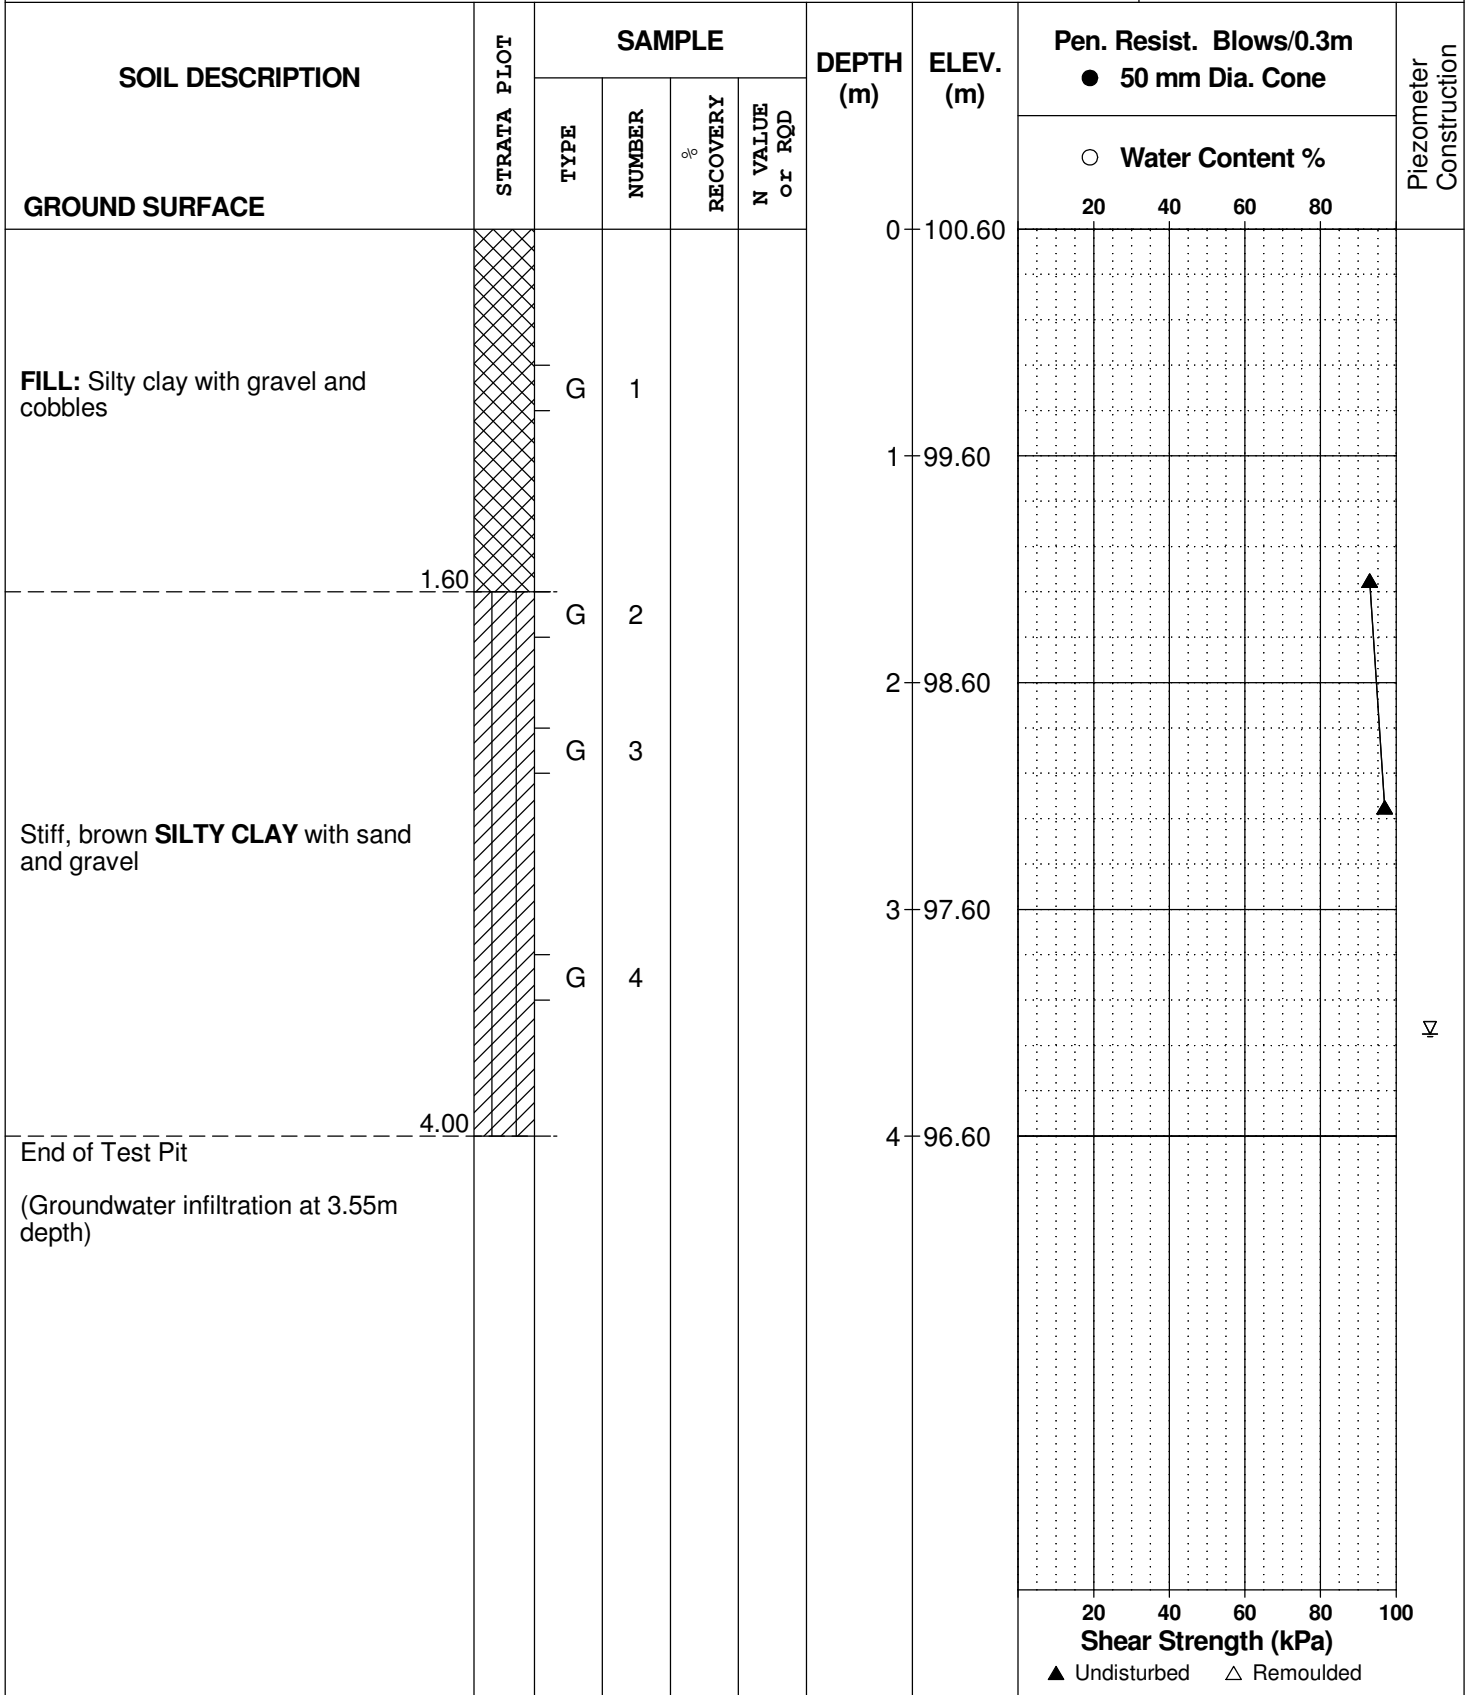 SOIL DESCRIPTION
GROUND SURFACE
STRATA PLOT
SAMPLE
TYPE
NUMBER
%
RECOVERY
N VALUE
or RQD
DEPTH
(m)
ELEV.
(m)
Pen. Resist. Blows/0.3m
● 50 mm Dia. Cone
○ Water Content %
20 40 60 80
Piezometer
Construction
0 100.60
FILL: Silty clay with gravel and
cobbles
G 1
1 99.60
1.60
G 2
2 98.60
G 3
Stiff, brown SILTY CLAY with sand
and gravel
3 97.60
G 4
4.00
4 96.60
End of Test Pit
(Groundwater infiltration at 3.55m
depth)
20 40 60 80 100
Shear Strength (kPa)
▲ Undisturbed △ Remoulded